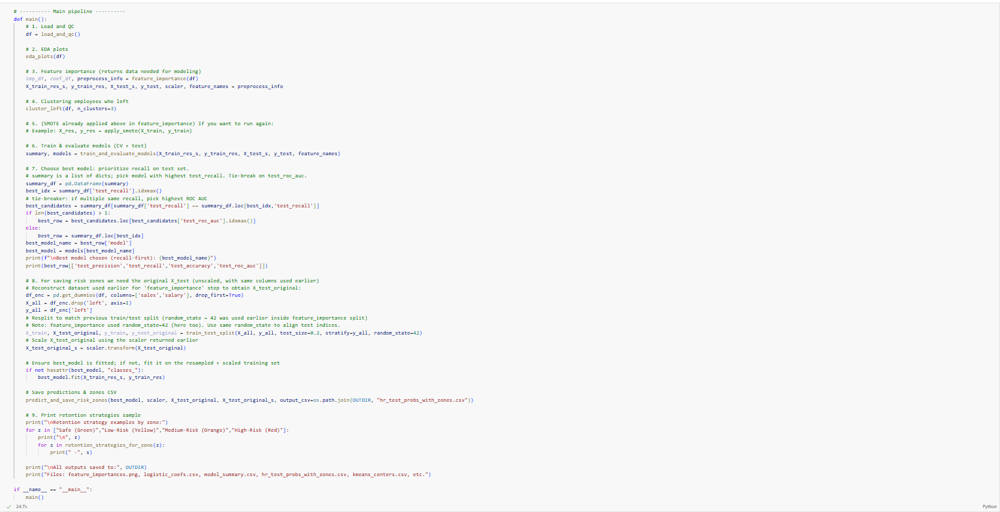 # ---------- Main pipeline ----------
def main():
    # 1. Load and QC
    df = load_and_qc()

    # 2. EDA plots
    eda_plots(df)

    # 3. Feature importance (returns data needed for modeling)
    imp_df, coef_df, preprocess_info = feature_importance(df)
    X_train_res_s, y_train_res, X_test_s, y_test, scaler, feature_names = preprocess_info

    # 4. Clustering employees who left
    cluster_left(df, n_clusters=3)

    # 5. (SMOTE already applied above in feature_importance) If you want to run again:
    # Example: X_res, y_res = apply_smote(X_train, y_train)

    # 6. Train & evaluate models (CV + test)
    summary, models = train_and_evaluate_models(X_train_res_s, y_train_res, X_test_s, y_test, feature_names)

    # 7. Choose best model: prioritize recall on test set.
    # summary is a list of dicts; pick model with highest test_recall. Tie-break on test_roc_auc.
    summary_df = pd.DataFrame(summary)
    best_idx = summary_df['test_recall'].idxmax()
    # tie-breaker: if multiple same recall, pick highest ROC AUC
    best_candidates = summary_df[summary_df['test_recall'] == summary_df.loc[best_idx,'test_recall']]
    if len(best_candidates) > 1:
        best_row = best_candidates.loc[best_candidates['test_roc_auc'].idxmax()]
    else:
        best_row = summary_df.loc[best_idx]
    best_model_name = best_row['model']
    best_model = models[best_model_name]
    print(f"\nBest model chosen (recall-first): {best_model_name}")
    print(best_row[['test_precision','test_recall','test_accuracy','test_roc_auc']])

    # 8. For saving risk zones we need the original X_test (unscaled, with same columns used earlier)
    # Reconstruct dataset used earlier for 'feature_importance' step to obtain X_test_original:
    df_enc = pd.get_dummies(df, columns=['sales','salary'], drop_first=True)
    X_all = df_enc.drop('left', axis=1)
    y_all = df_enc['left']
    # Resplit to match previous train/test split (random_state = 42 was used earlier inside feature_importance split)
    # Note: feature_importance used random_state=42 (here too). Use same random_state to align test indices.
    X_train, X_test_original, y_train, y_test_original = train_test_split(X_all, y_all, test_size=0.2, stratify=y_all, random_state=42)
    # Scale X_test_original using the scaler returned earlier
    X_test_original_s = scaler.transform(X_test_original)

    # Ensure best_model is fitted; if not, fit it on the resampled + scaled training set
    if not hasattr(best_model, "classes_"):
        best_model.fit(X_train_res_s, y_train_res)

    # Save predictions & zones CSV
    predict_and_save_risk_zones(best_model, scaler, X_test_original, X_test_original_s, output_csv=os.path.join(OUTDIR, "hr_test_probs_with_zones.csv"))

    # 9. Print retention strategies sample
    print("\nRetention strategy examples by zone:")
    for z in ["Safe (Green)","Low-Risk (Yellow)","Medium-Risk (Orange)","High-Risk (Red)"]:
        print("\n", z)
        for s in retention_strategies_for_zone(z):
            print(" -", s)

    print("\nAll outputs saved to:", OUTDIR)
    print("Files: feature_importances.png, logistic_coefs.csv, model_summary.csv, hr_test_probs_with_zones.csv, kmeans_centers.csv, etc.")

if __name__ == "__main__":
    main()
24.7s
Python